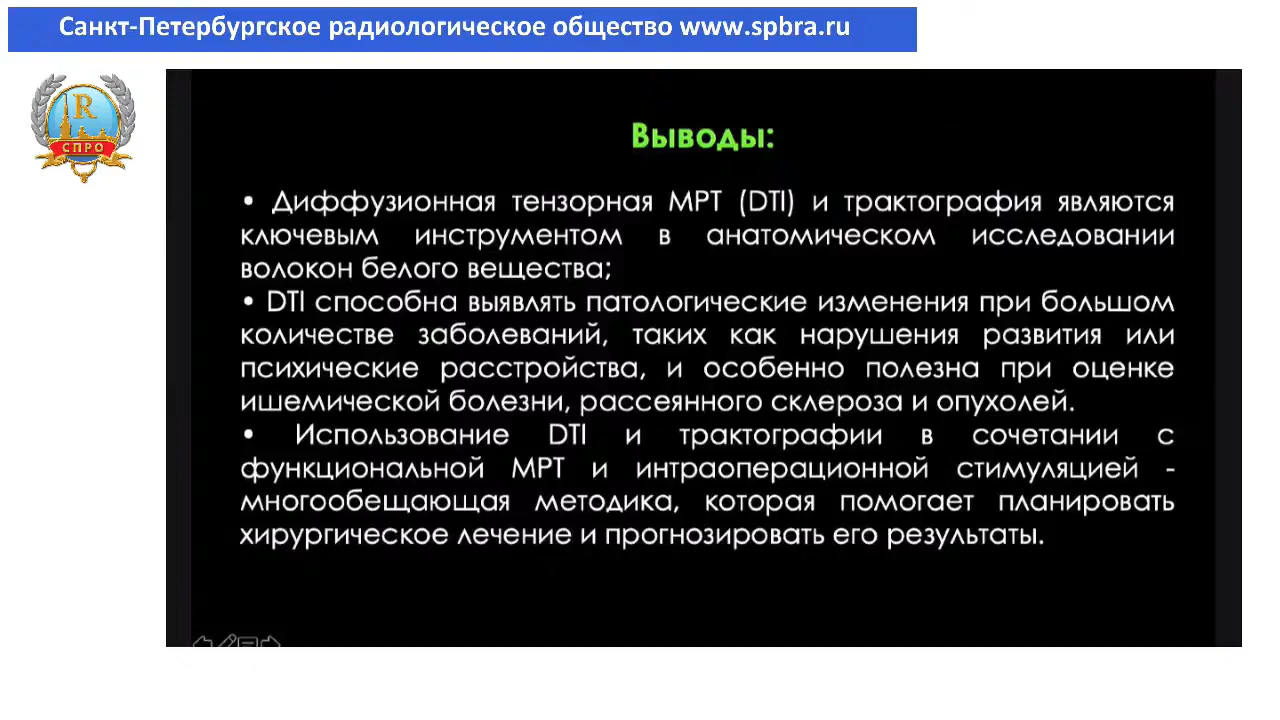 Санкт-Петербургское радиологическое общество www.spbra.ru
R
СПРО
Выводы:
• Диффузионная тензорная МРТ (DTI) и трактография являются
ключевым инструментом в анатомическом исследовании
волокон белого вещества;
• DTI способна выявлять патологические изменения при большом
количестве заболеваний, таких как нарушения развития или
психические расстройства, и особенно полезна при оценке
ишемической болезни, рассеянного склероза и опухолей.
• Использование DTI и трактографии в сочетании с
функциональной МРТ и интраоперационной стимуляцией -
многообещающая методика, которая помогает планировать
хирургическое лечение и прогнозировать его результаты.